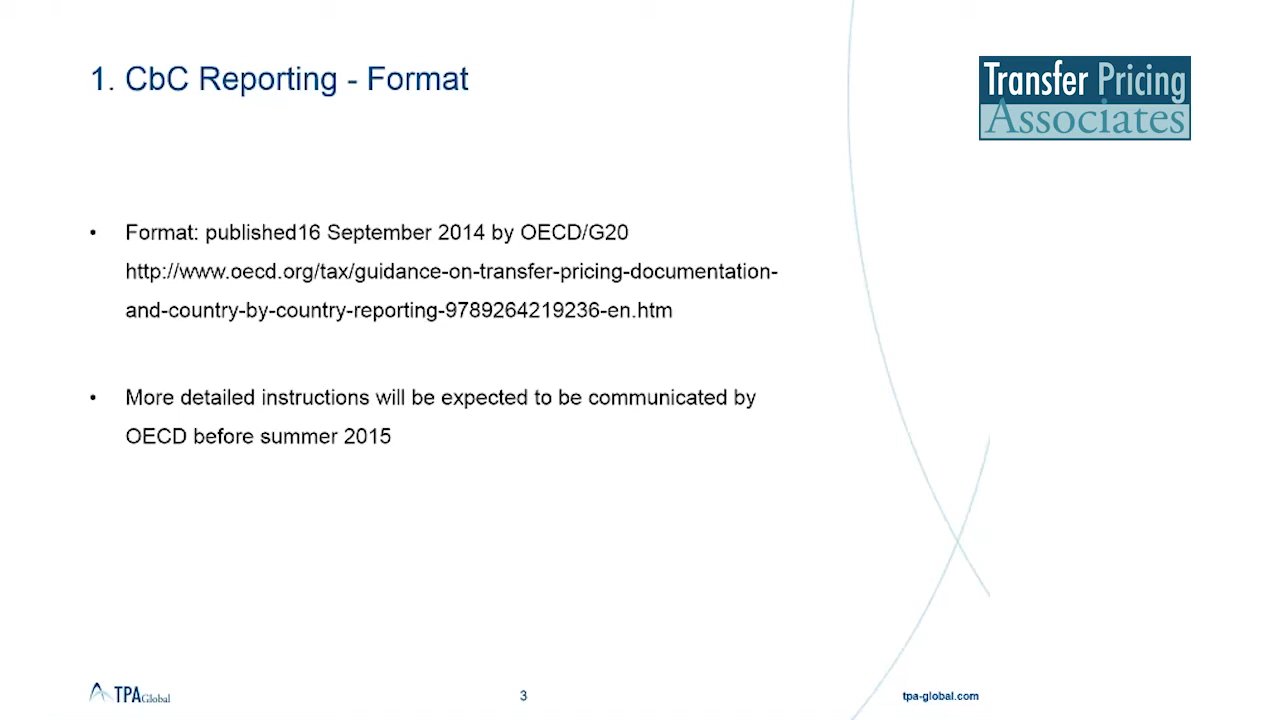 1. CbC Reporting - Format
Transfer Pricing
Associates
• Format: published16 September 2014 by OECD/G20
http://www.oecd.org/tax/guidance-on-transfer-pricing-documentation-
and-country-by-country-reporting-9789264219236-en.htm
• More detailed instructions will be expected to be communicated by
OECD before summer 2015
TPAGlobal
3
tpa-global.com